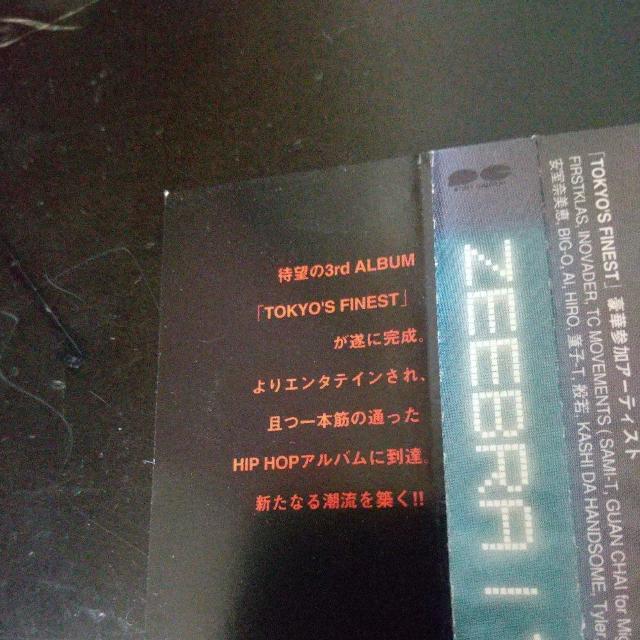 待望の3rd ALBUM
「TOKYO'S FINEST」
が遂に完成。
よりエンタテインされ、
且つ一本筋の通った
HIP HOPアルバムに到達。
新たなる潮流を築く!!
ZEEBRA /
「TOKYO'S FINEST」豪華参加アーティスト
FIRSTKLAS, INOVADER, TC MOVEMENTS (SAMI-T, GUAN CHAI for M
安室奈美恵, BIG-O, AI, HIRO, 童子-T, 般若, KASHI DA HANDSOME, Tyler